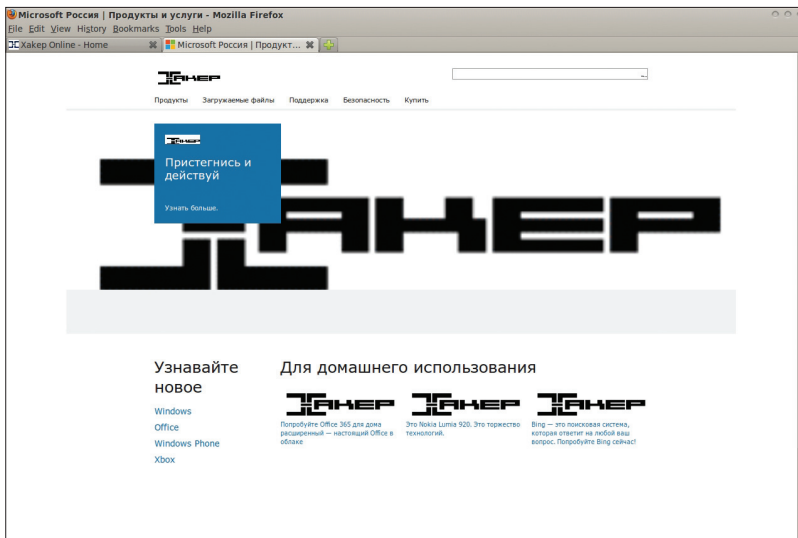 Microsoft Россия | Продукты и услуги - Mozilla Firefox
File Edit View History Bookmarks Tools Help
Xakep Online - Home
Microsoft Россия | Продукт...
ХАКЕР
Продукты Загружаемые файлы Поддержка Безопасность Купить
ХАКЕР
Пристегнись и
действуй
Узнать больше.
ХАКЕР
Узнавайте
новое
Windows
Office
Windows Phone
Xbox
Для домашнего использования
ХАКЕР
Попробуйте Office 365 для дома
расширенный — настоящий Office в
облаке
ХАКЕР
Это Nokia Lumia 920. Это торжество
технологий.
ХАКЕР
Bing — это поисковая система,
которая ответит на любой ваш
вопрос. Попробуйте Bing сейчас!